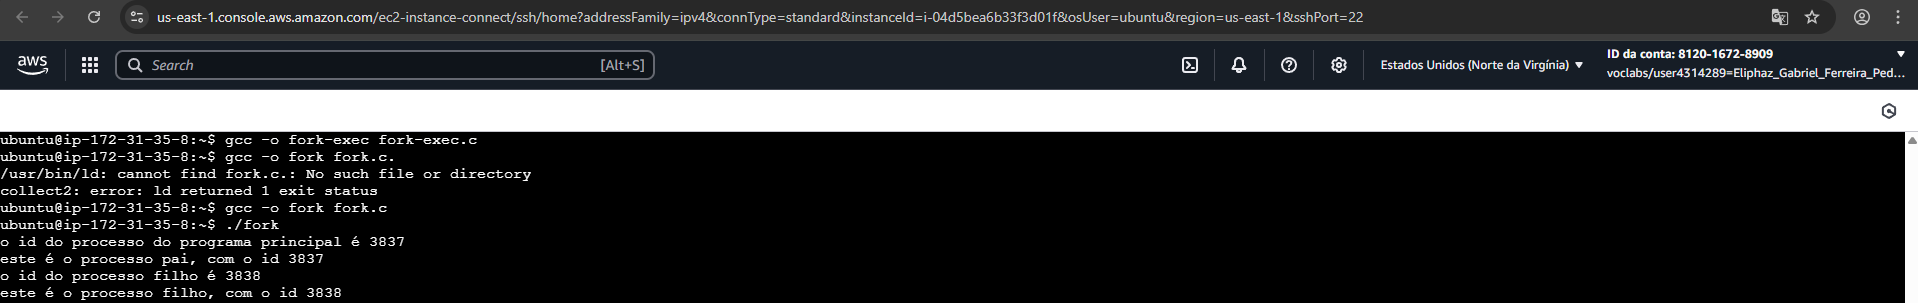 us-east-1.console.aws.amazon.com/ec2-instance-connect/ssh/home?addressFamily=ipv4&connType=standard&instanceId=i-04d5bea6b33f3d01f&osUser=ubuntu&region=us-east-1&sshPort=22
aws
Search [Alt+S]
Estados Unidos (Norte da Virgínia)
ID da conta: 8120-1672-8909
voclabs/user4314289=Eliphaz_Gabriel_Ferreira_Ped...
ubuntu@ip-172-31-35-8:~$ gcc -o fork-exec fork-exec.c
ubuntu@ip-172-31-35-8:~$ gcc -o fork fork.c.
/usr/bin/ld: cannot find fork.c.: No such file or directory
collect2: error: ld returned 1 exit status
ubuntu@ip-172-31-35-8:~$ gcc -o fork fork.c
ubuntu@ip-172-31-35-8:~$ ./fork
o id do processo do programa principal é 3837
este é o processo pai, com o id 3837
o id do processo filho é 3838
este é o processo filho, com o id 3838